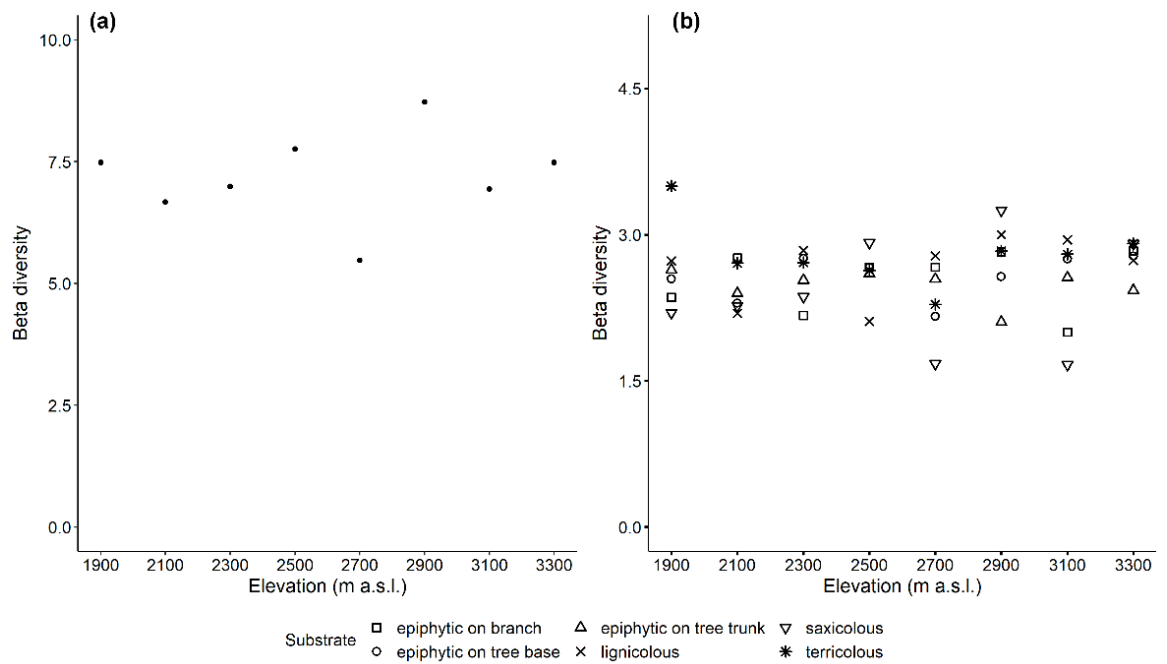 (a)
10.0
7.5
5.0
2.5
0.0
Beta diversity
1900 2100 2300 2500 2700 2900 3100 3300
Elevation (m a.s.l.)
(b)
4.5
3.0
1.5
0.0
Beta diversity
1900 2100 2300 2500 2700 2900 3100 3300
Elevation (m a.s.l.)
Substrate
epiphytic on branch epiphytic on tree trunk saxicolous
epiphytic on tree base lignicolous terricolous